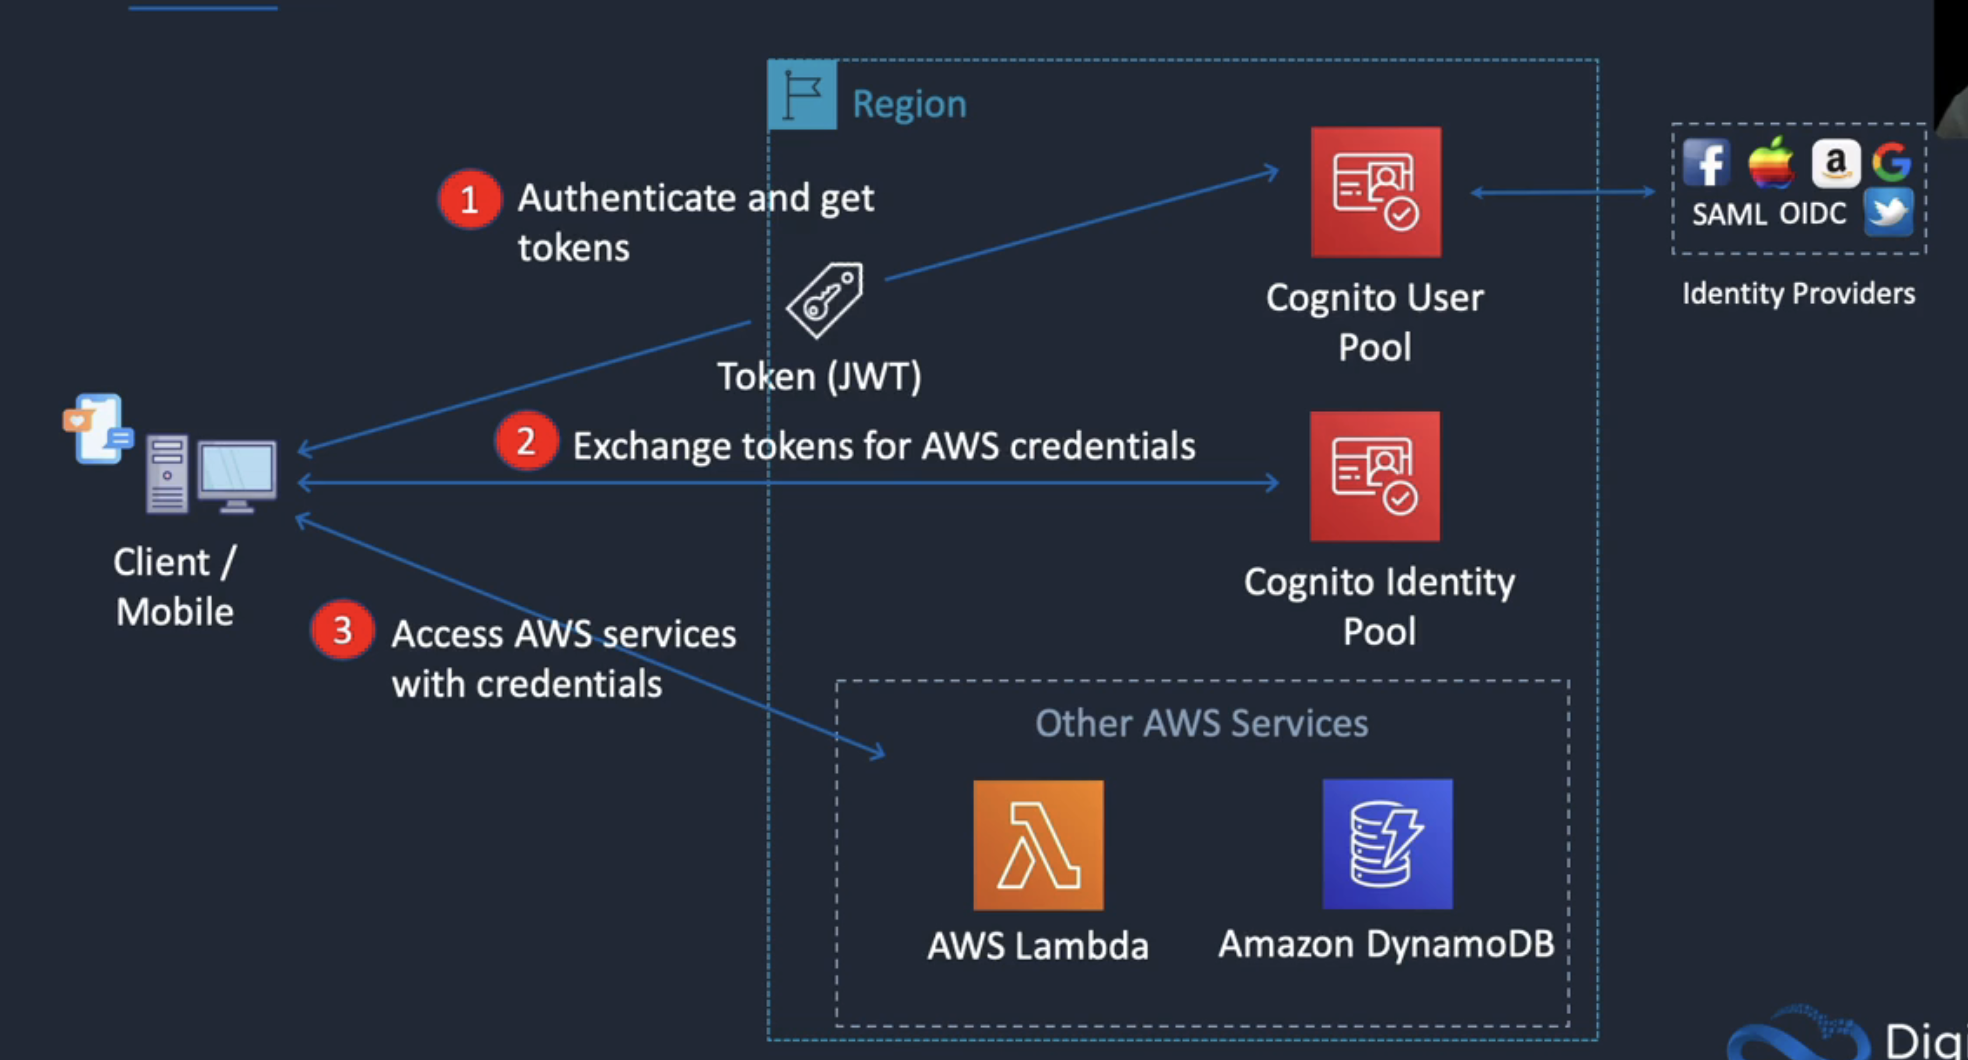 Region
1
Authenticate and get
tokens
Token (JWT)
Cognito User
Pool
a
SAML OIDC
Identity Providers
2
Exchange tokens for AWS credentials
Client /
Mobile
Cognito Identity
Pool
3
Access AWS services
with credentials
Other AWS Services
AWS Lambda
Amazon DynamoDB
Digi